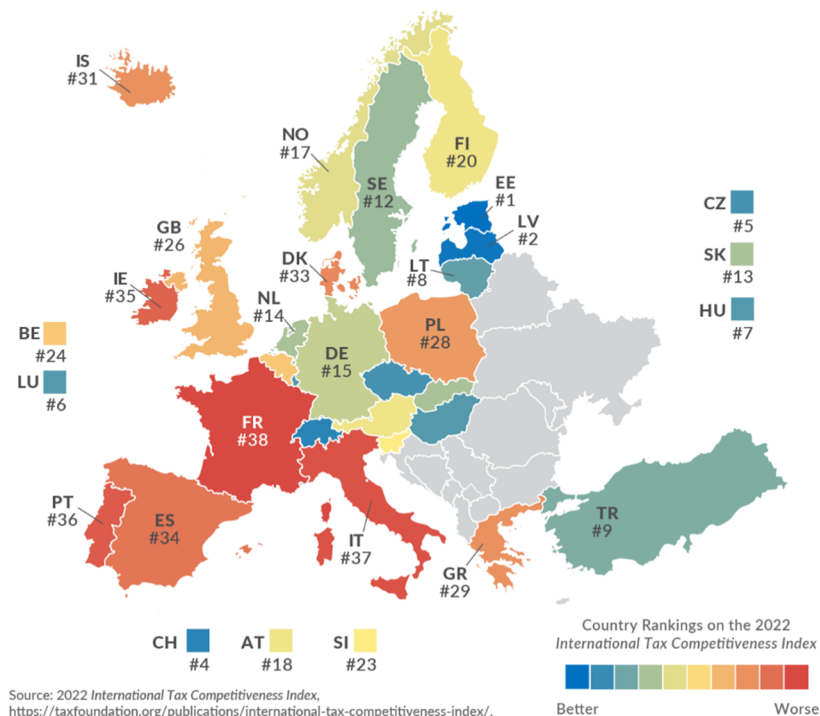 IS
#31
NO
#17
FI
#20
SE
#12
EE
#1
LV
#2
CZ
#5
GB
#26
DK
#33
LT
#8
SK
#13
IE
#35
NL
#14
HU
#7
BE
#24
PL
#28
DE
#15
LU
#6
FR
#38
PT
#36
ES
#34
IT
#37
TR
#9
GR
#29
CH
#4
AT
#18
SI
#23
Country Rankings on the 2022
International Tax Competitiveness Index
Better Worse
Source: 2022 International Tax Competitiveness Index,
https://taxfoundation.org/publications/international-tax-competitiveness-index/.